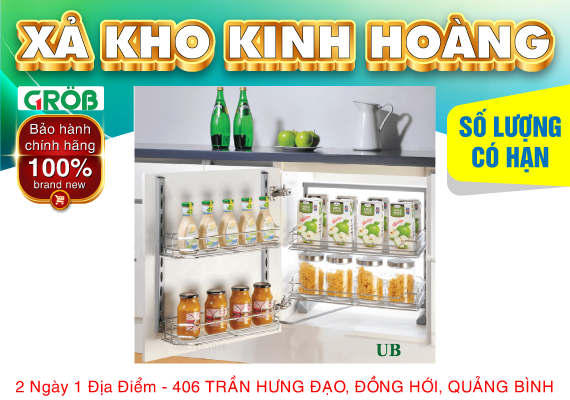 XẢ KHO KINH HOÀNG
GRÖß
Bảo hành
chính hãng
100%
brand new
SỐ LƯỢNG
CÓ HẠN
UB
2 Ngày 1 Địa Điểm - 406 TRẦN HƯNG ĐẠO, ĐỒNG HỚI, QUẢNG BÌNH